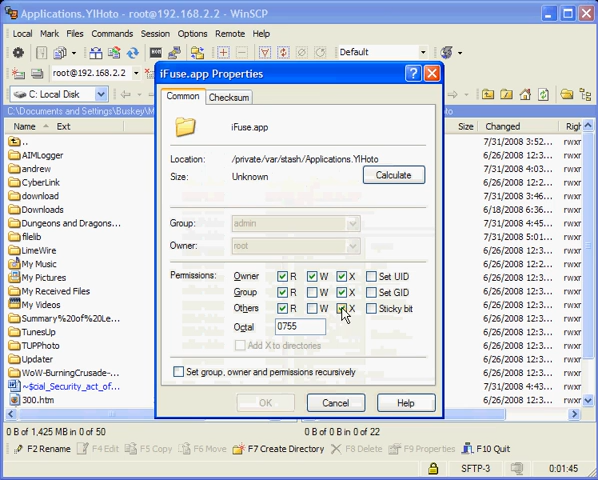 Applications.YlHoto - root@192.168.2.2 - WinSCP
Local Mark Files Commands Session Options Remote Help
Default
root@192.168.2.2
C: Local Disk
C:\Documents and Settings\Buskey\M
Name Ext Size Changed Righ
..
AIMLogger
andrew
CyberLink
download
Downloads
Dungeons and Dragons...
filelib
LimeWire
My Music
My Pictures
My Received Files
My Videos
Summary%20of%20Le...
TunesUp
TUPPhoto
Updater
WoW-BurningCrusade-...
~$cial_Security_act_of...
300.htm
iFuse.app Properties
Common Checksum
iFuse.app
Location: /private/var/stash/Applications.YlHoto
Size: Unknown Calculate
Group: admin
Owner: root
Permissions: Owner R W X Set UID
Group R W X Set GID
Others R W X Sticky bit
Octal 0755
Add X to directories
Set group, owner and permissions recursively
OK Cancel Help
7/31/2008 3:52... rwxr
6/26/2008 12:3... rwxr
7/31/2008 4:03... rwxr
6/26/2008 12:3... rwxr
7/31/2008 3:46... rwxr
6/18/2008 6:36... rwxr
7/31/2008 4:45... rwxr
7/31/2008 5:01... rwxr
6/26/2008 12:3... rwxr
6/26/2008 12:3... rwxr
6/26/2008 12:3... rwxr
6/26/2008 12:3... rwxr
6/26/2008 12:3... rwxr
6/26/2008 12:3... rwxr
6/26/2008 12:3... rwxr
6/26/2008 12:3... rwxr
6/26/2008 12:3... rwxr
6/26/2008 12:3... rwxr
7/31/2008 4:43... rwxr
6/26/2008 12:3... rwxr
0 B of 1,425 MB in 0 of 50
0 B of 0 B in 0 of 22
F2 Rename F4 Edit F5 Copy F6 Move F7 Create Directory F8 Delete F9 Properties F10 Quit
SFTP-3 0:01:45